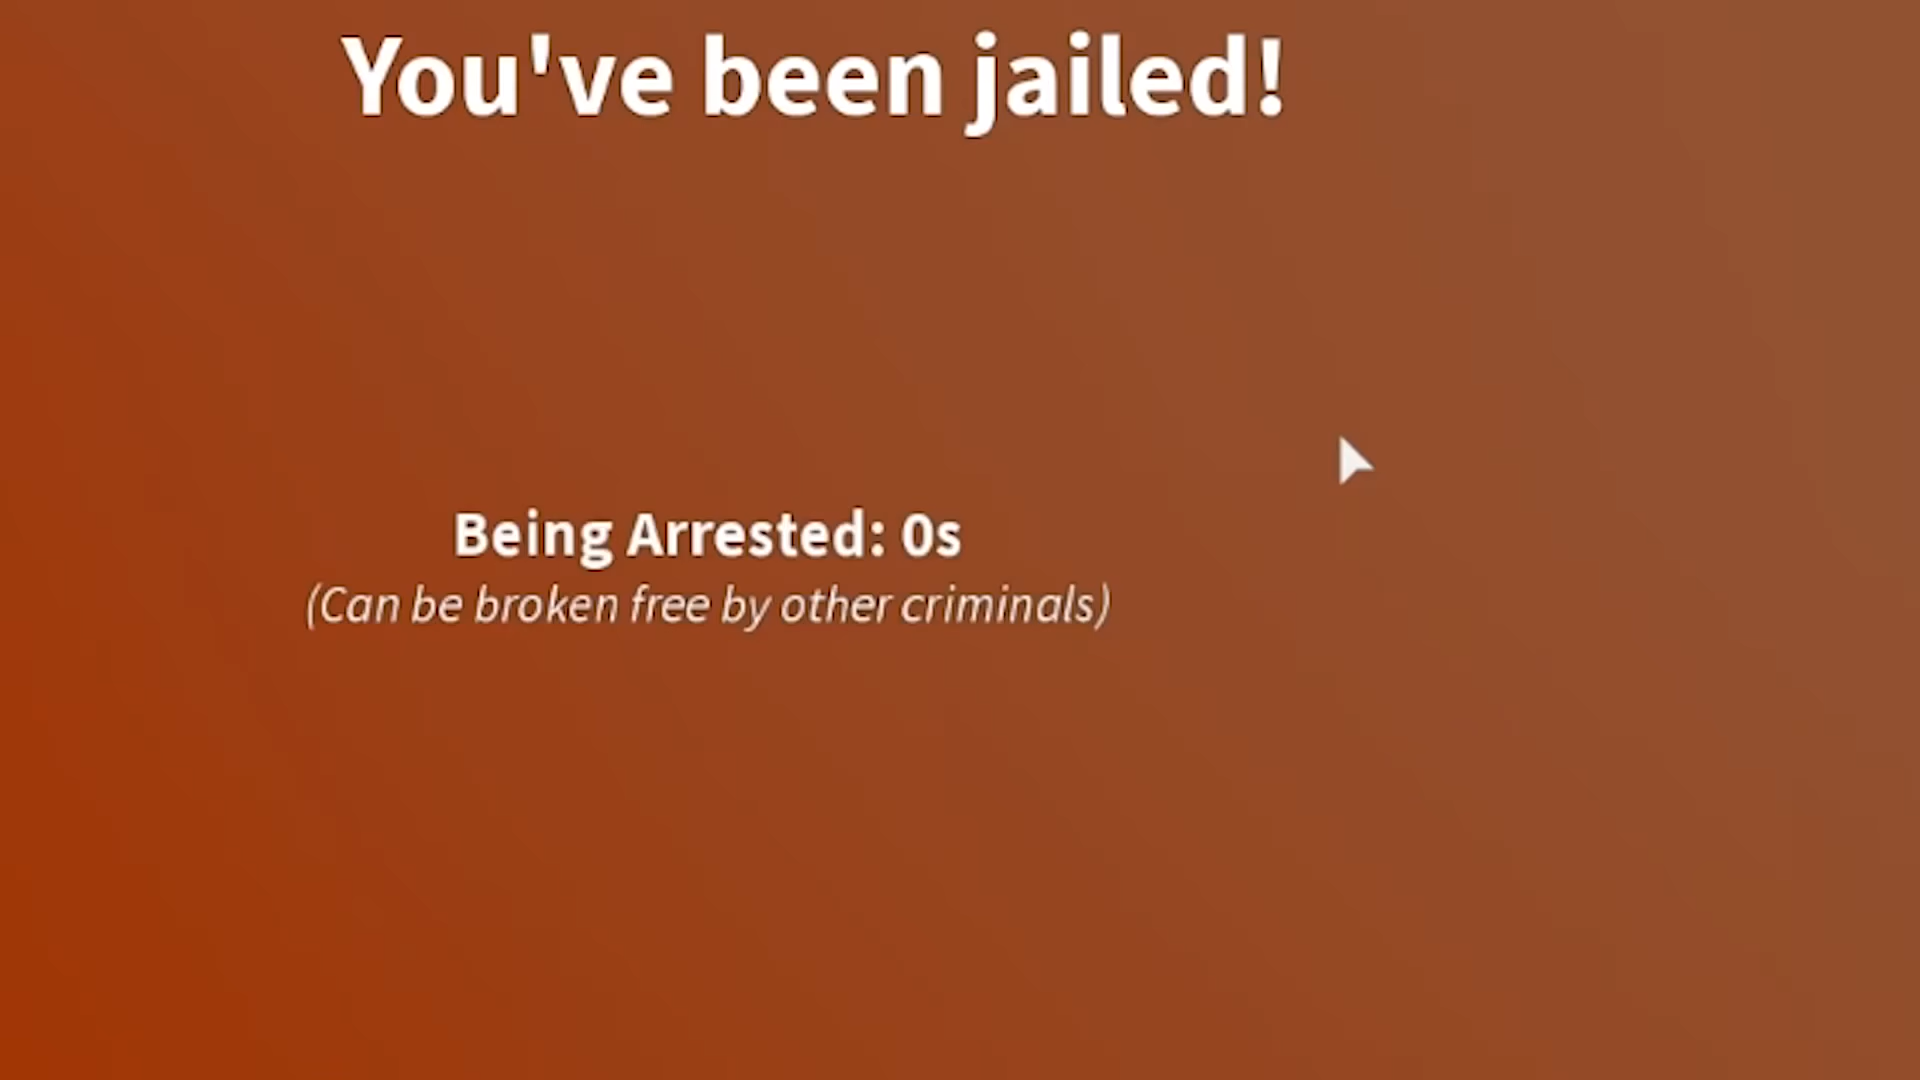 You've been jailed!
Being Arrested: 0s
(Can be broken free by other criminals)